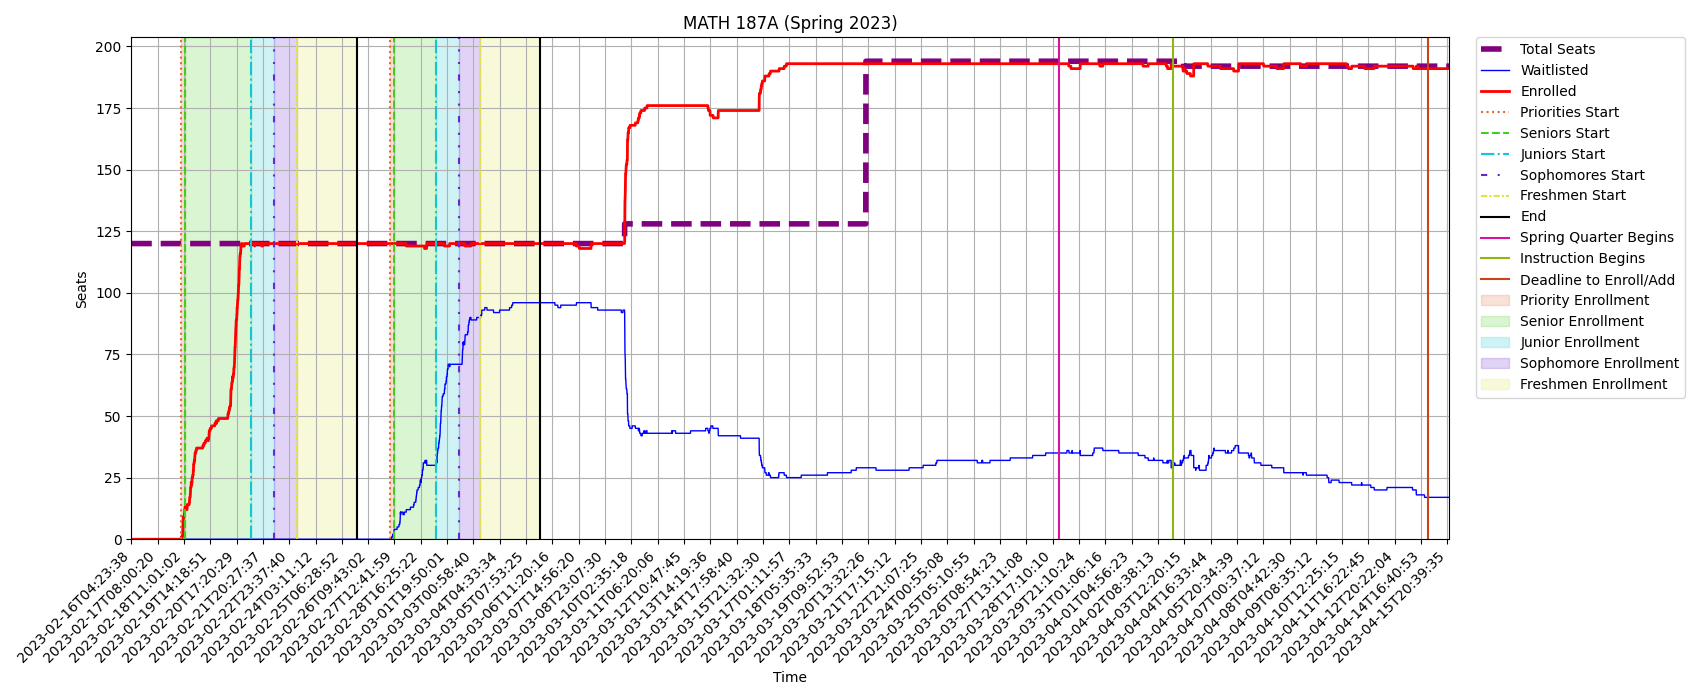 MATH 187A (Spring 2023)
Seats
200
175
150
125
100
75
50
25
0
2023-02-16T04:23:38
2023-02-17T08:00:20
2023-02-18T11:01:02
2023-02-19T14:18:51
2023-02-20T17:20:29
2023-02-21T20:27:37
2023-02-22T23:37:40
2023-02-24T03:11:12
2023-02-25T06:28:52
2023-02-26T09:43:02
2023-02-27T12:41:59
2023-02-28T16:25:22
2023-03-01T19:50:01
2023-03-03T00:58:40
2023-03-04T04:33:34
2023-03-05T07:53:25
2023-03-06T11:20:16
2023-03-07T14:56:20
2023-03-08T23:07:30
2023-03-10T02:35:18
2023-03-11T06:20:06
2023-03-12T10:47:45
2023-03-13T14:19:36
2023-03-14T17:58:40
2023-03-15T21:32:30
2023-03-17T01:11:57
2023-03-18T05:35:33
2023-03-19T09:52:53
2023-03-20T13:32:26
2023-03-21T17:15:12
2023-03-22T21:07:25
2023-03-24T00:55:08
2023-03-25T05:10:55
2023-03-26T08:54:23
2023-03-27T13:11:08
2023-03-28T17:10:10
2023-03-29T21:10:24
2023-03-31T01:06:16
2023-04-01T04:56:23
2023-04-02T08:38:13
2023-04-03T12:20:15
2023-04-04T16:33:44
2023-04-05T20:34:39
2023-04-07T00:37:12
2023-04-08T04:42:30
2023-04-09T08:35:12
2023-04-10T12:25:15
2023-04-11T16:22:45
2023-04-12T20:22:04
2023-04-14T16:40:53
2023-04-15T20:39:35
Time
Total Seats
Waitlisted
Enrolled
Priorities Start
Seniors Start
Juniors Start
Sophomores Start
Freshmen Start
End
Spring Quarter Begins
Instruction Begins
Deadline to Enroll/Add
Priority Enrollment
Senior Enrollment
Junior Enrollment
Sophomore Enrollment
Freshmen Enrollment